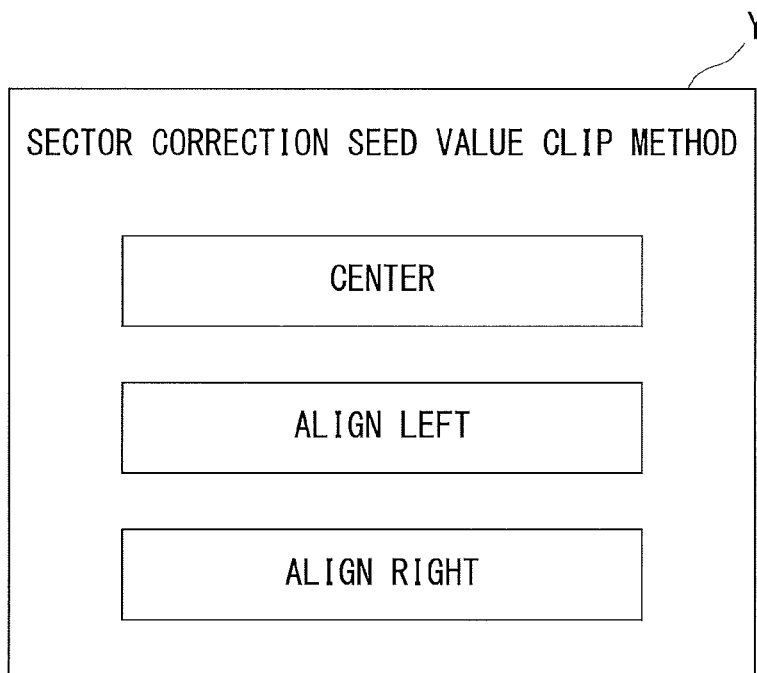 Y
SECTOR CORRECTION SEED VALUE CLIP METHOD
CENTER
ALIGN LEFT
ALIGN RIGHT